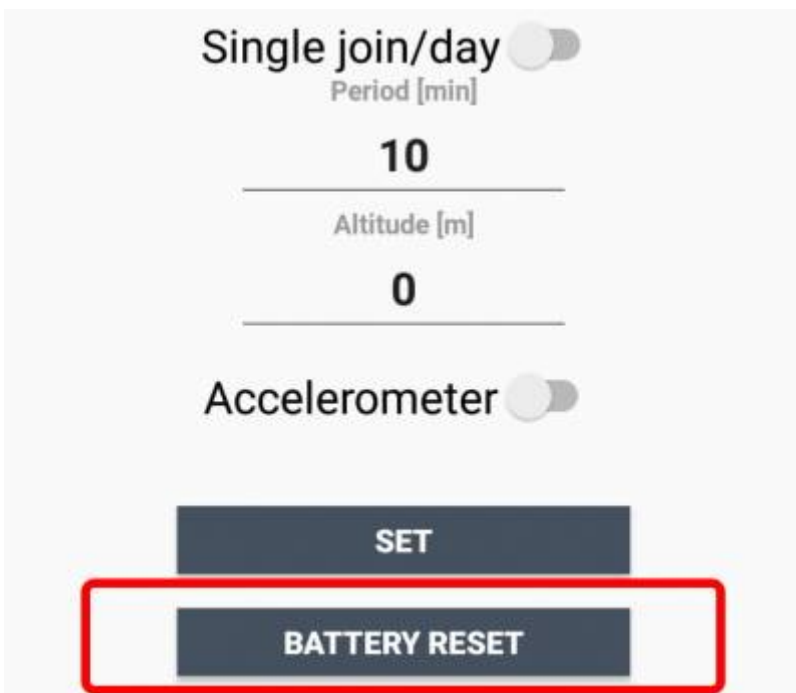 Single join/day
Period [min]
10
Altitude [m]
0
Accelerometer
SET
BATTERY RESET